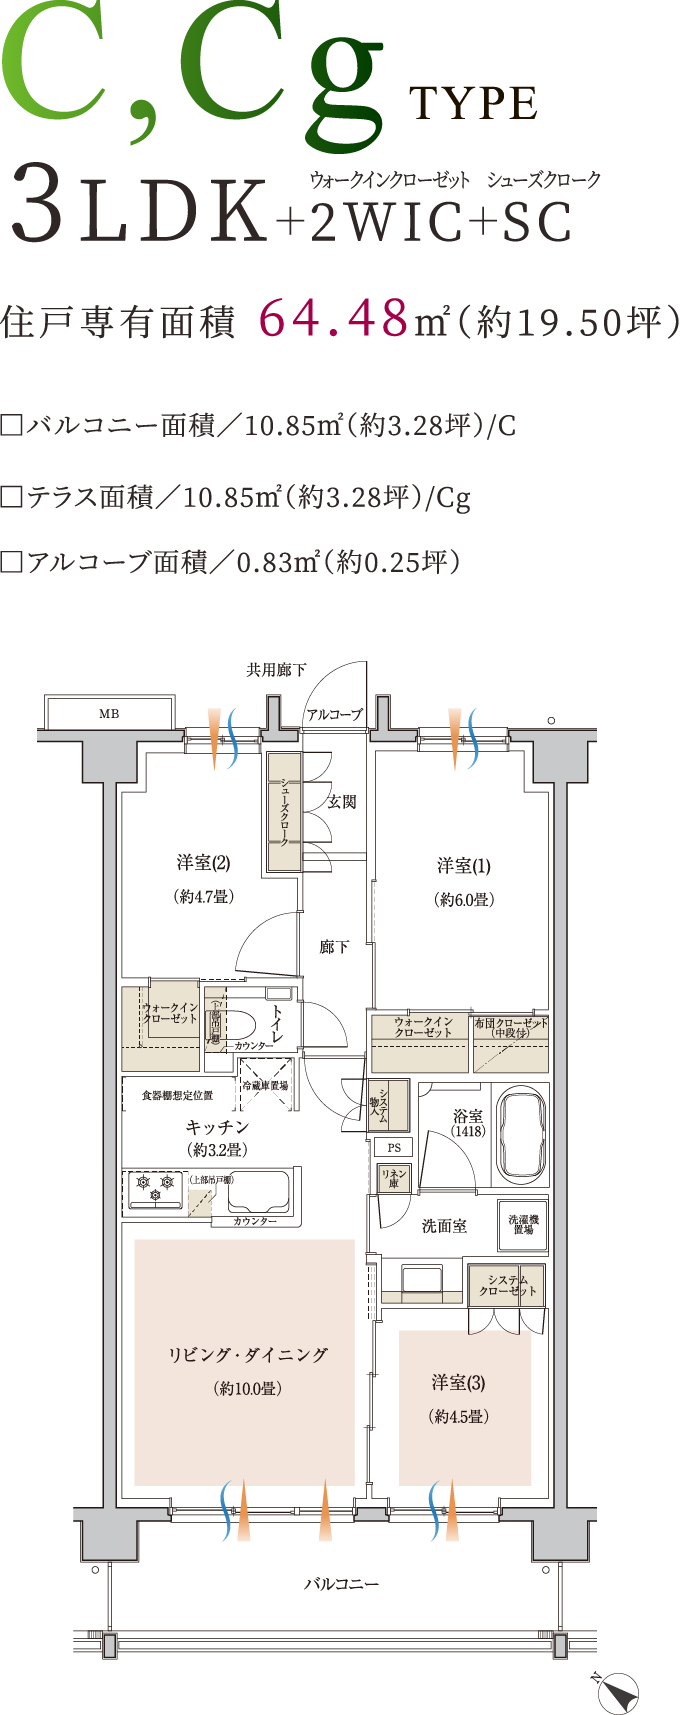 C,Cg TYPE
ウォークインクローゼット シューズクローク
3LDK+2WIC+SC
住戸専有面積 64.48㎡(約19.50坪)
□バルコニー面積／10.85㎡(約3.28坪)/C
□テラス面積／10.85㎡(約3.28坪)/Cg
□アルコーブ面積／0.83㎡(約0.25坪)
共用廊下
MB
アルコーブ
シューズクローク
玄関
洋室(2)
(約4.7畳)
洋室(1)
(約6.0畳)
廊下
ウォークイン
クローゼット
(上部吊戸棚)
トイレ
カウンター
ウォークイン
クローゼット
布団クローゼット
(中段付)
食器棚想定位置
冷蔵庫置場
システム
物入
浴室
(1418)
キッチン
(約3.2畳)
PS
リネン
庫
(上部吊戸棚)
カウンター
洗面室
洗濯機
置場
システム
クローゼット
リビング・ダイニング
(約10.0畳)
洋室(3)
(約4.5畳)
バルコニー
N